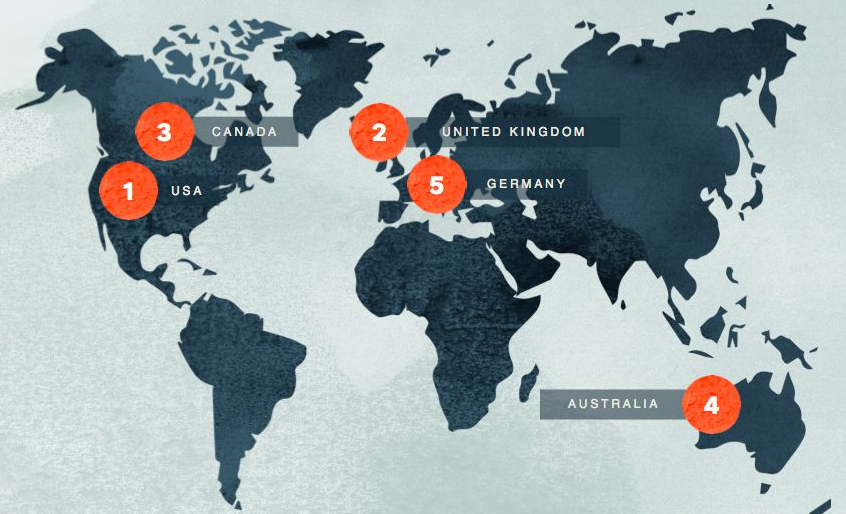 3 CANADA
2 UNITED KINGDOM
1 USA
5 GERMANY
AUSTRALIA 4